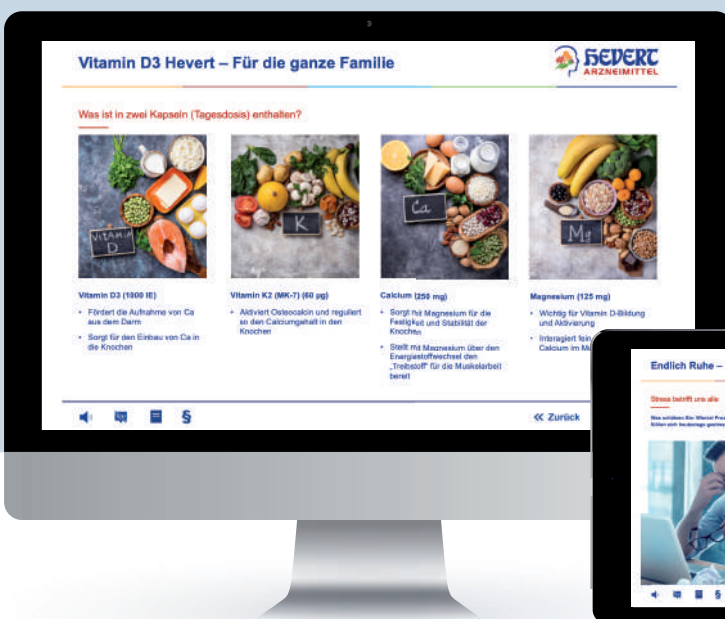 Vitamin D3 Hevert – Für die ganze Familie
HEVERT
ARZNEIMITTEL
Was ist in zwei Kapseln (Tagesdosis) enthalten?
VITAMIN
D
K
Ca
Mg
Vitamin D3 (1000 IE)
• Fördert die Aufnahme von Ca
aus dem Darm
• Sorgt für den Einbau von Ca in
die Knochen
Vitamin K2 (MK-7) (60 µg)
• Aktiviert Osteocalcin und reguliert
so den Calciumgehalt in den
Knochen
Calcium (250 mg)
• Sorgt mit Magnesium für die
Festigkeit und Stabilität der
Knochen
• Stellt mit Magnesium über den
Energiestoffwechsel den
„Treibstoff“ für die Muskelarbeit
bereit
Magnesium (125 mg)
• Wichtig für Vitamin D-Bildung
und Aktivierung
• Interagiert fein
Calcium im
§
« Zurück
Endlich Ruhe –
Stress betrifft uns alle
§